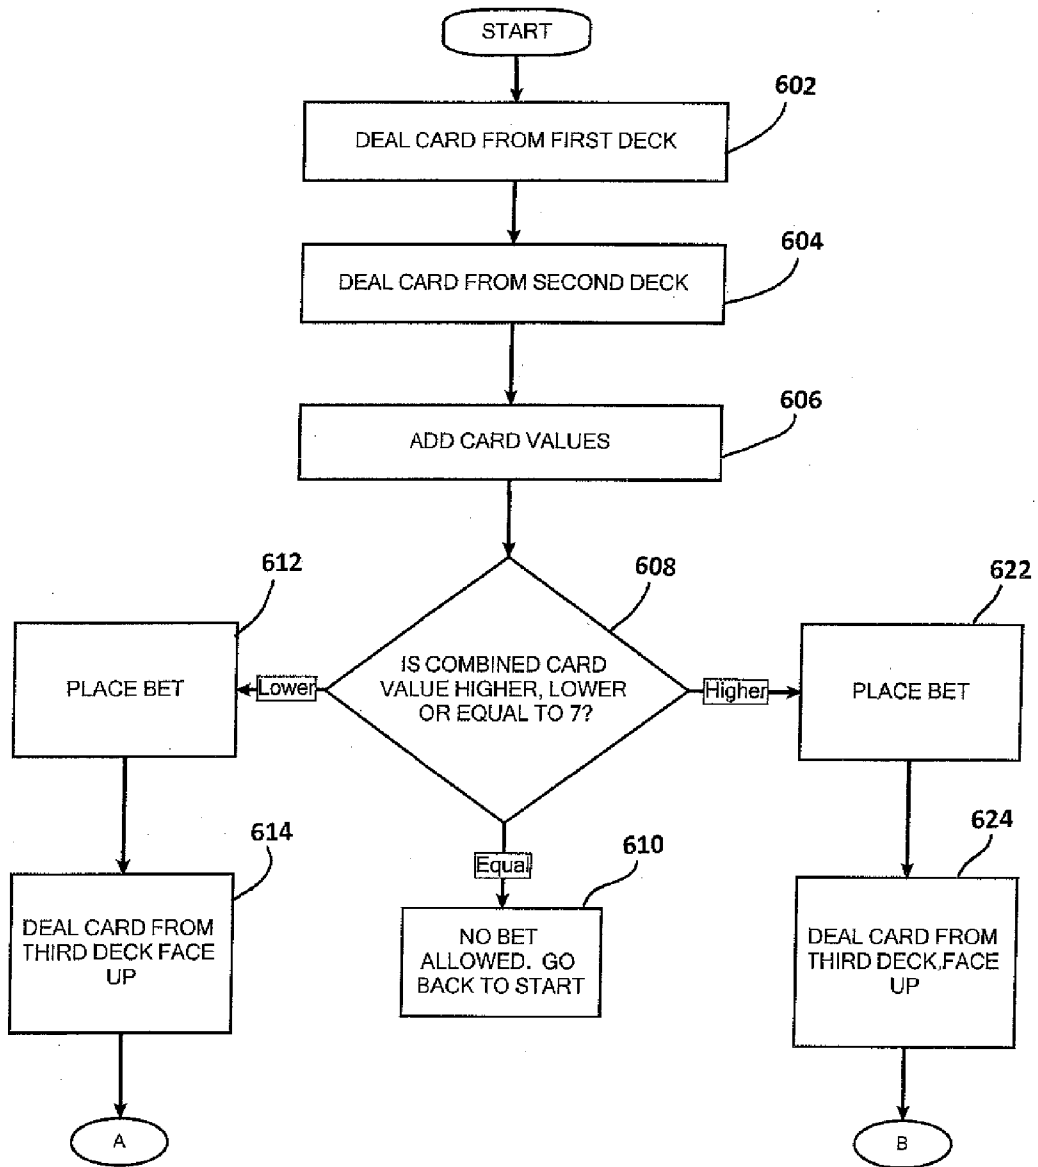 START
602
DEAL CARD FROM FIRST DECK
604
DEAL CARD FROM SECOND DECK
606
ADD CARD VALUES
608
612
622
IS COMBINED CARD
VALUE HIGHER, LOWER
OR EQUAL TO 7?
PLACE BET
Lower
Higher
PLACE BET
614
Equal
610
624
DEAL CARD FROM
THIRD DECK FACE
UP
NO BET
ALLOWED. GO
BACK TO START
DEAL CARD FROM
THIRD DECK,FACE
UP
A
B